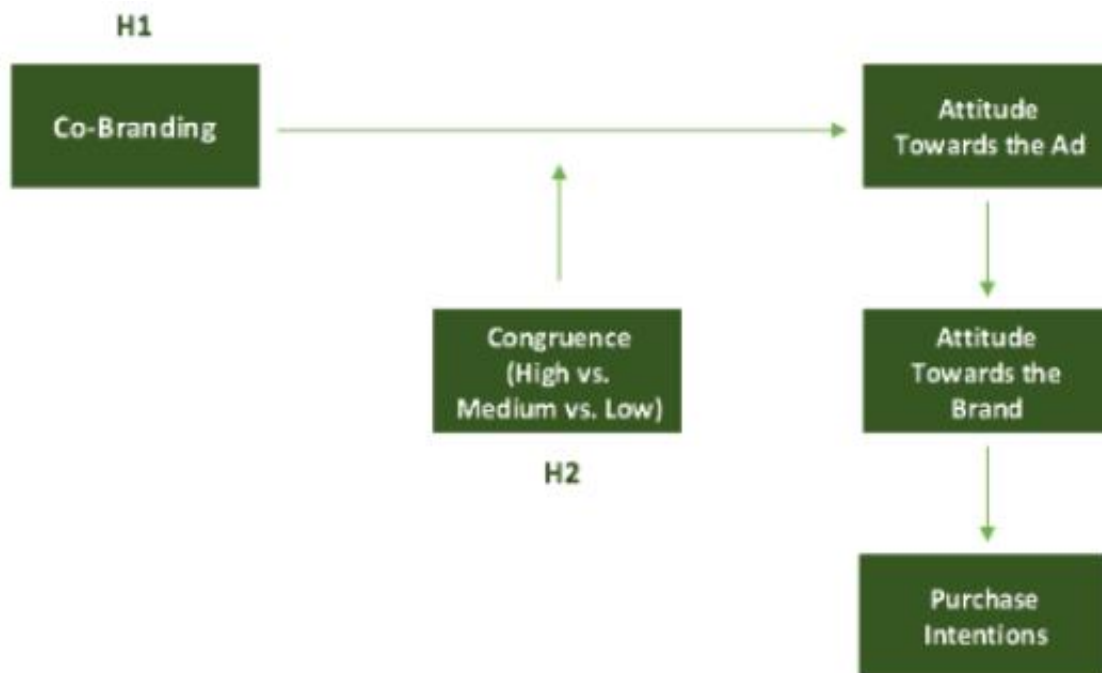 H1
Co-Branding
Attitude
Towards the Ad
Congruence
(High vs.
Medium vs. Low)
H2
Attitude
Towards the
Brand
Purchase
Intentions